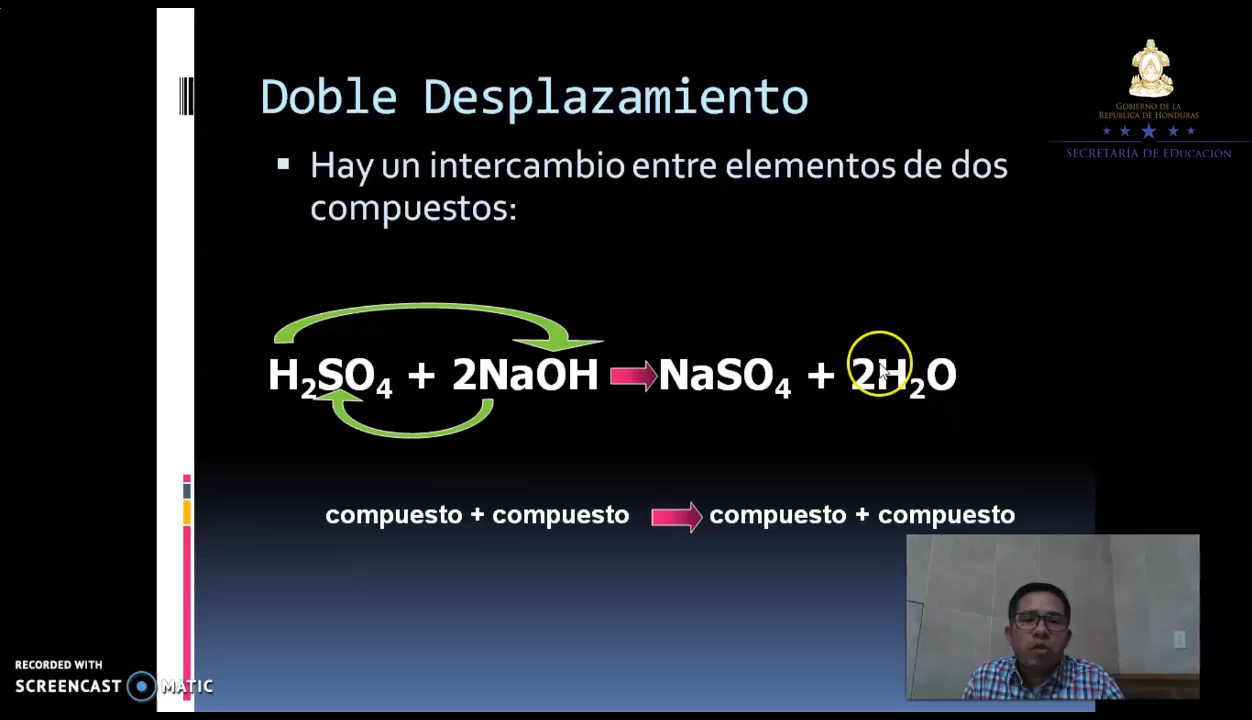 Doble Desplazamiento
GOBIERNO DE LA
REPÚBLICA DE HONDURAS
SECRETARÍA DE EDUCACIÓN
Hay un intercambio entre elementos de dos
compuestos:
H₂SO₄ + 2NaOH NaSO₄ + 2H₂O
compuesto + compuesto compuesto + compuesto
RECORDED WITH
SCREENCAST MATIC